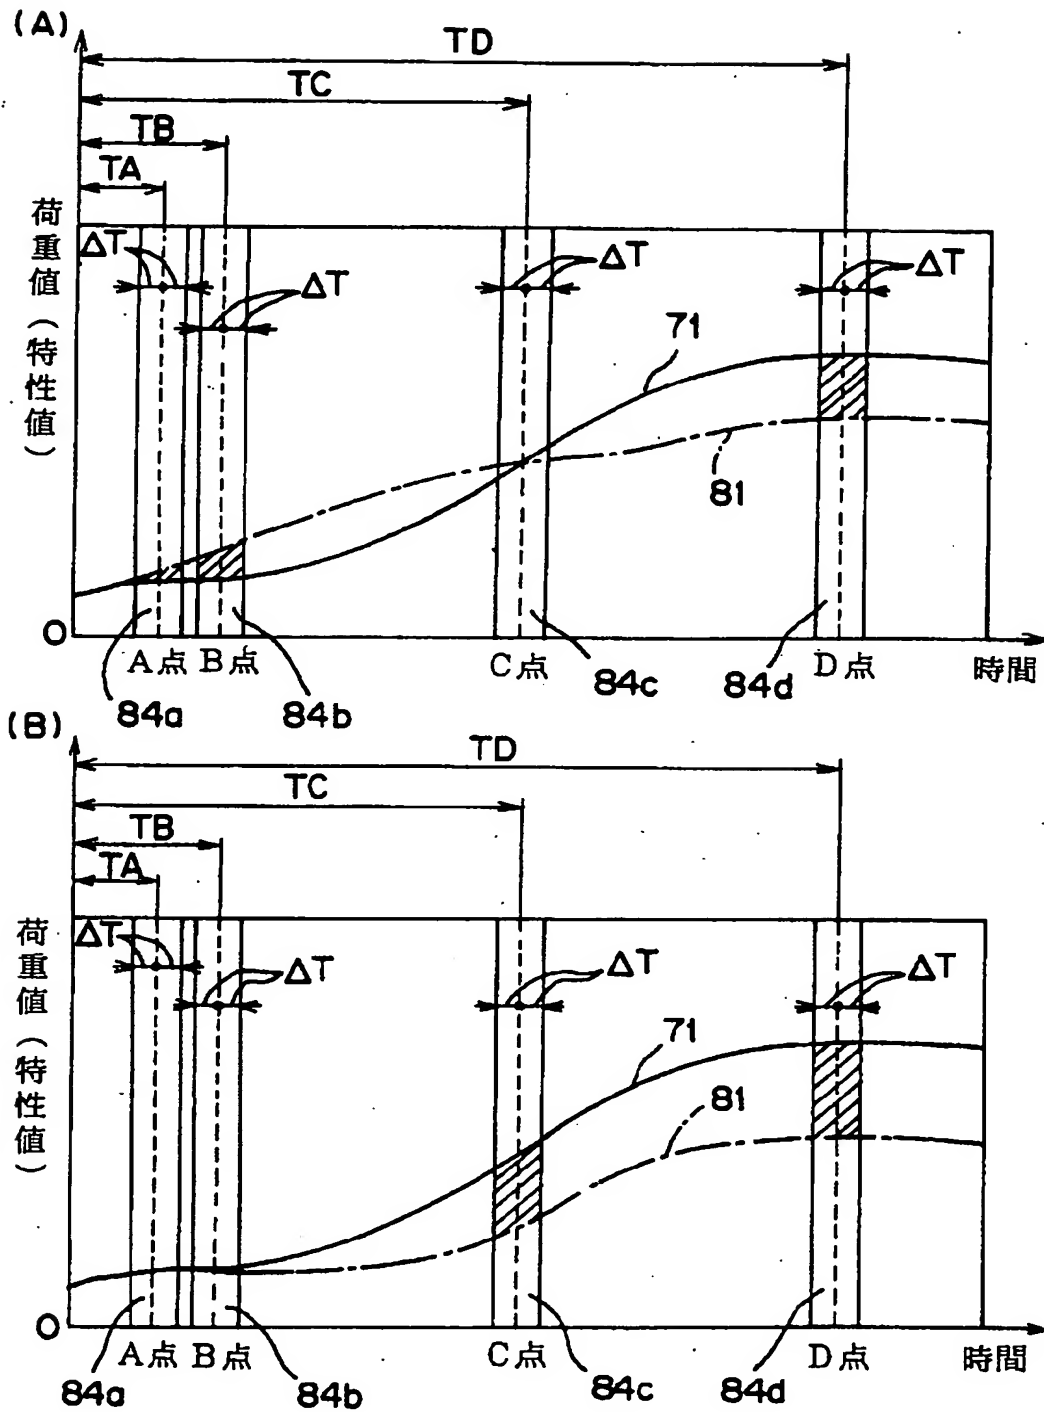 (A)
TD
TC
TB
TA
荷重値(特性値)
ΔT
ΔT
ΔT
ΔT
71
81
O
A点 B点 C点 D点 時間
84a 84b 84c 84d
(B)
TD
TC
TB
TA
荷重値(特性値)
ΔT
ΔT
ΔT
ΔT
71
81
O
A点 B点 C点 D点 時間
84a 84b 84c 84d